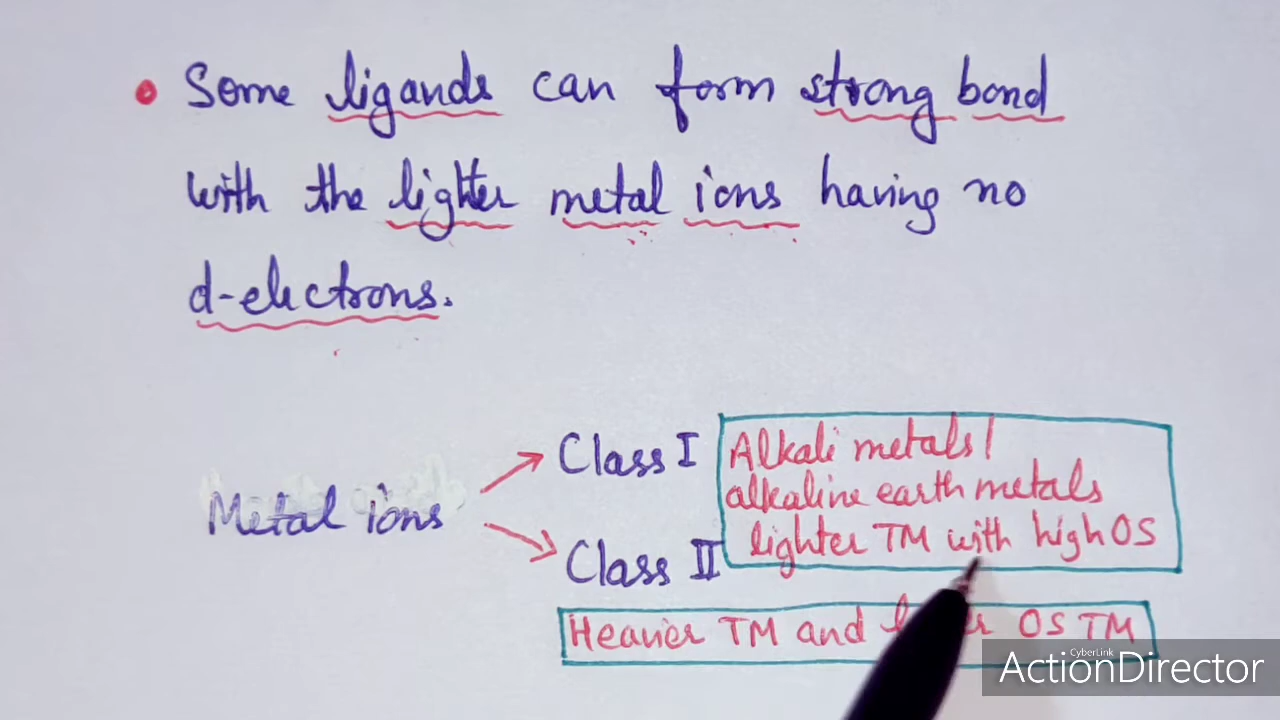 Some ligands can form strong bond
with the lighter metal ions having no
d-electrons.
Metal ions
Class I
Alkali metals/
alkaline earth metals
lighter TM with high OS
Class II
Heavier TM and OS TM
CyberLink
ActionDirector